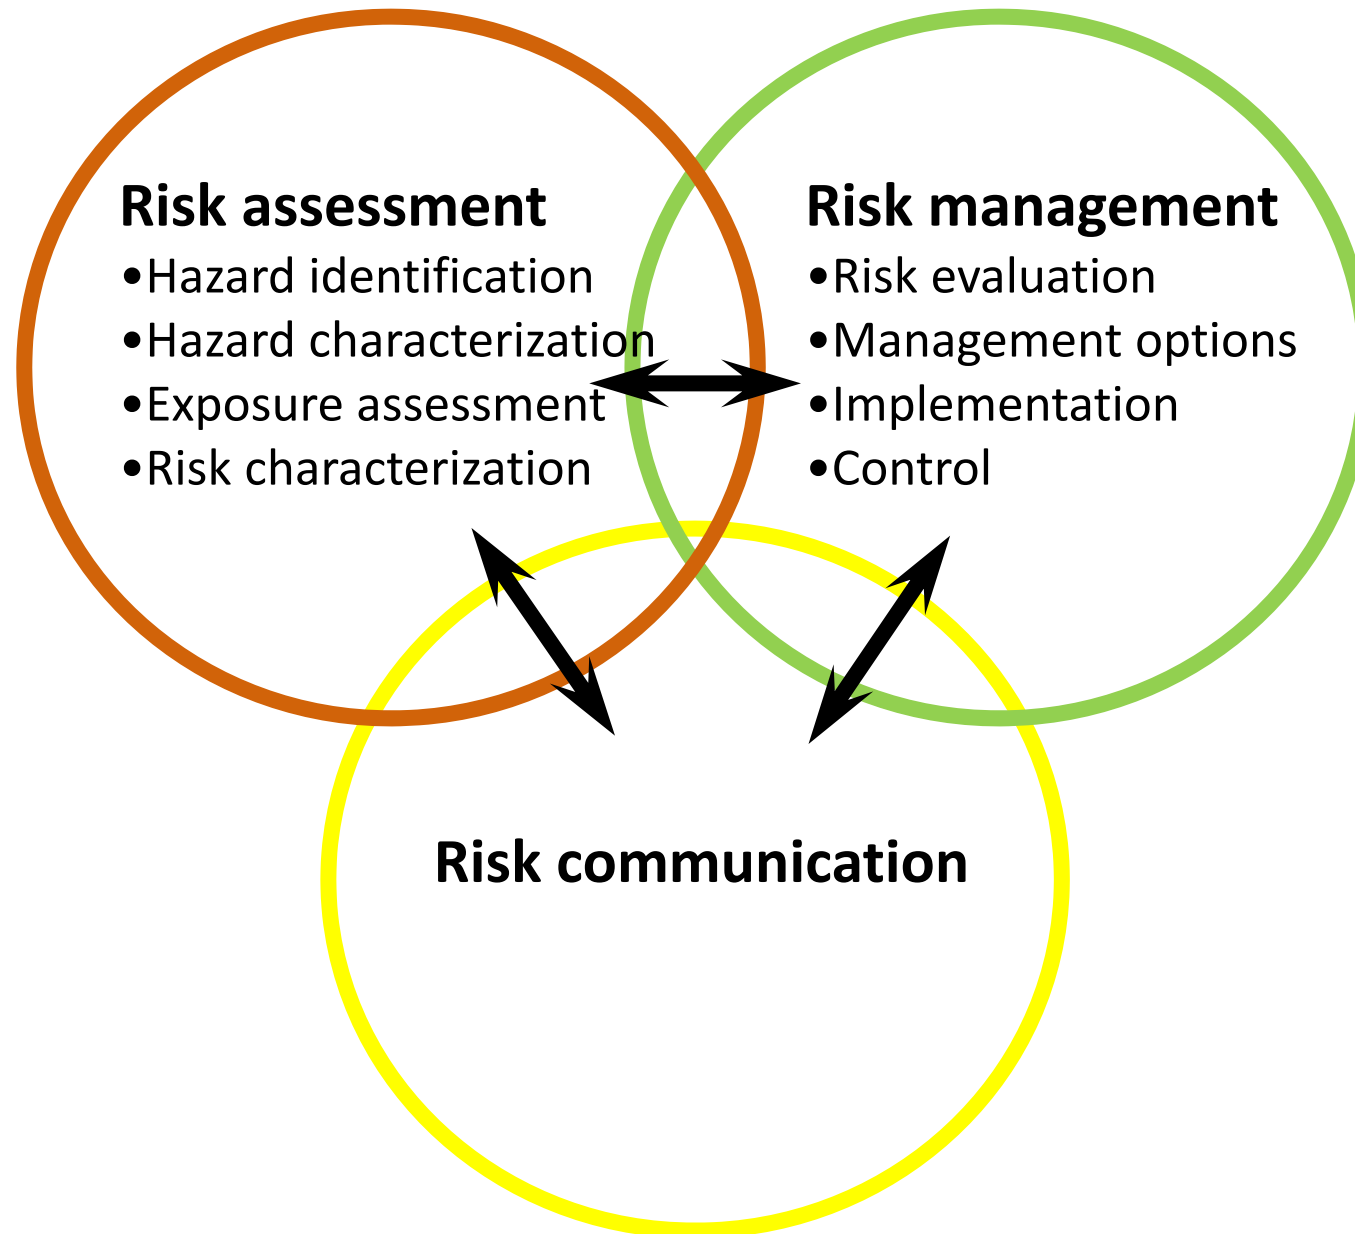 Risk assessment
•Hazard identification
•Hazard characterization
•Exposure assessment
•Risk characterization
Risk management
•Risk evaluation
•Management options
•Implementation
•Control
Risk communication